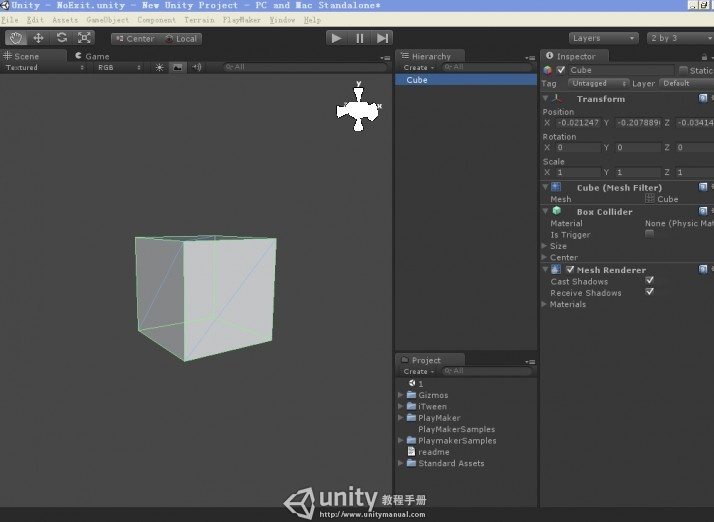 Unity - NoExit.unity - New Unity Project - PC and Mac Standalone*
File Edit Assets GameObject Component Terrain PlayMaker Window Help
Center Local Layers 2 by 3
Scene Game
Textured RGB All
y
x
Hierarchy
Create All
Cube
Project
Create All
1
Gizmos
iTween
PlayMaker
PlayMakerSamples
PlaymakerSamples
readme
Standard Assets
Inspector
Cube Static
Tag Untagged Layer Default
Transform
Position
X -0.021247 Y -0.207889 Z -0.03414
Rotation
X 0 Y 0 Z 0
Scale
X 1 Y 1 Z 1
Cube (Mesh Filter)
Mesh Cube
Box Collider
Material None (Physic Mat
Is Trigger
Size
Center
Mesh Renderer
Cast Shadows
Receive Shadows
Materials
unity 教程手册
http://www.unitymanual.com